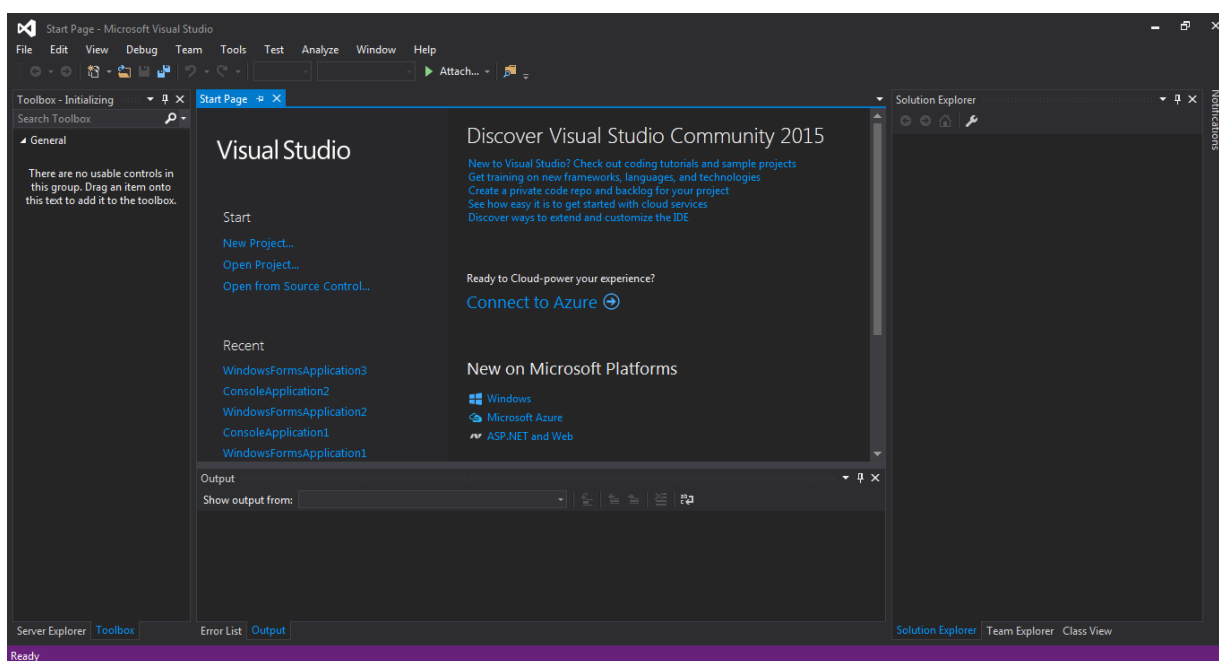 Start Page - Microsoft Visual Studio
File Edit View Debug Team Tools Test Analyze Window Help
Attach...
Toolbox - Initializing
Search Toolbox
General
There are no usable controls in
this group. Drag an item onto
this text to add it to the toolbox.
Server Explorer Toolbox
Start Page
Visual Studio
Start
New Project...
Open Project...
Open from Source Control...
Recent
WindowsFormsApplication3
ConsoleApplication2
WindowsFormsApplication2
ConsoleApplication1
WindowsFormsApplication1
Discover Visual Studio Community 2015
New to Visual Studio? Check out coding tutorials and sample projects
Get training on new frameworks, languages, and technologies
Create a private code repo and backlog for your project
See how easy it is to get started with cloud services
Discover ways to extend and customize the IDE
Ready to Cloud-power your experience?
Connect to Azure
New on Microsoft Platforms
Windows
Microsoft Azure
ASP.NET and Web
Output
Show output from:
Error List Output
Solution Explorer
Solution Explorer Team Explorer Class View
Notifications
Ready